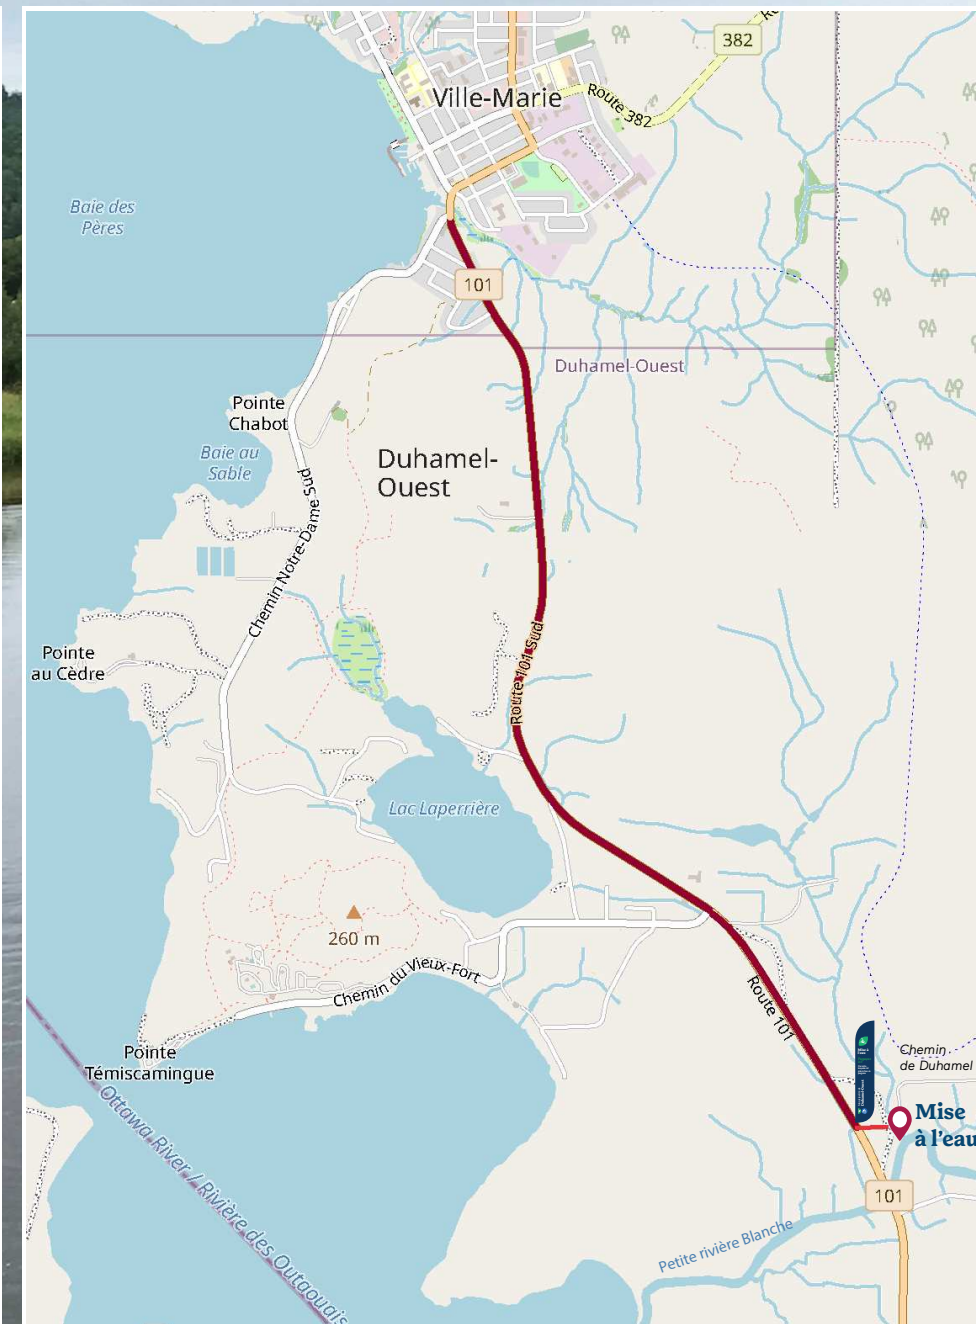 382
Ville-Marie
Route 382
Baie des
Pères
101
Duhamel-Ouest
Pointe
Chabot
Baie au
Sable
Duhamel-
Ouest
Chemin Notre-Dame Sud
Pointe
au Cèdre
Route 101 Sud
Lac Laperrière
260 m
Chemin du Vieux-Fort
Route 101
Pointe
Témiscamingue
Chemin
de Duhamel
Mise
à l'eau
Ottawa River / Rivière des Outaouais
101
Petite rivière Blanche